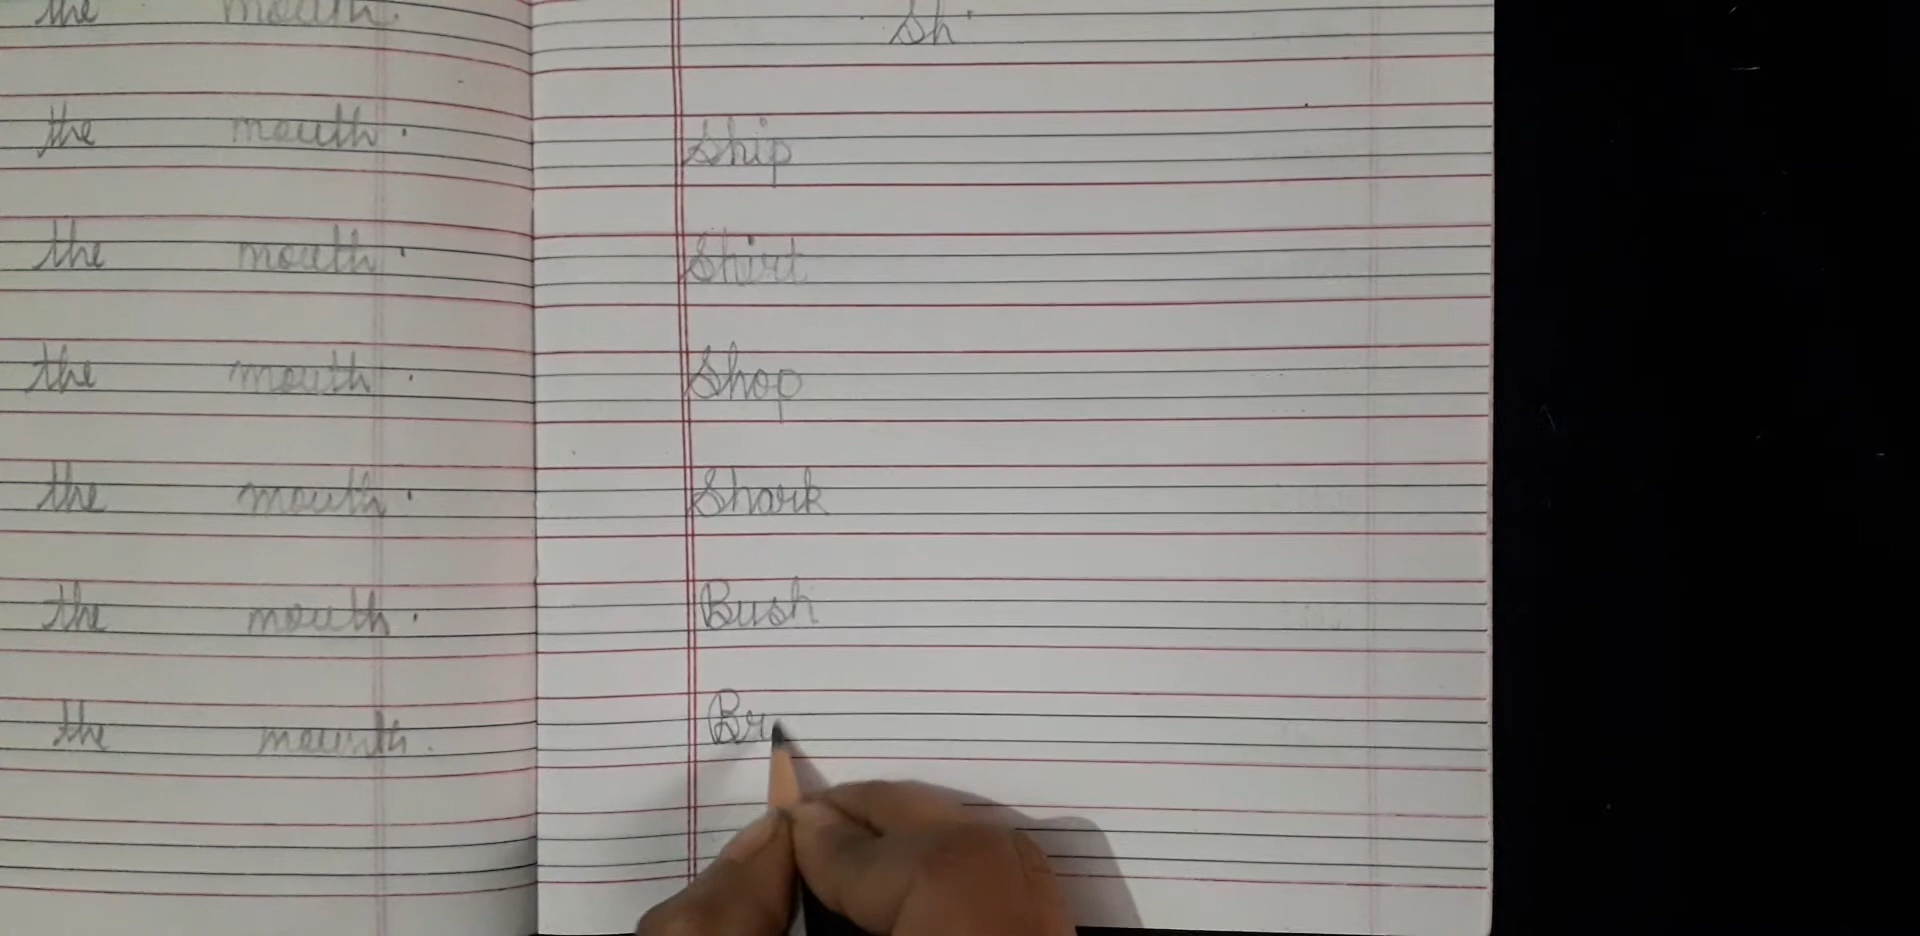 the mouth.
the mouth.
the mouth.
the mouth.
the mouth.
the mouth.
the mounth.
Sh
Ship
Shirt
Shop
Shark
Bush
Br